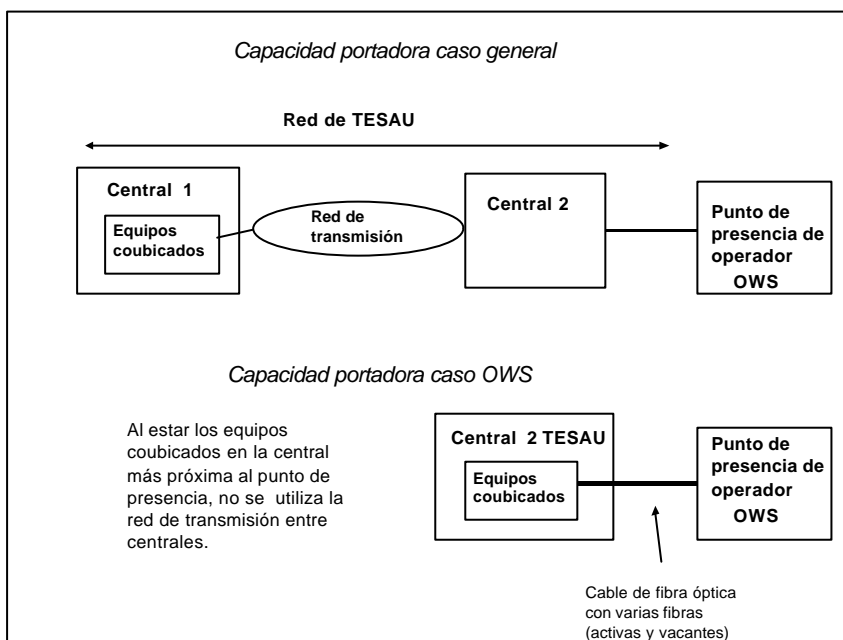 Capacidad portadora caso general
Red de TESAU
Central 1
Equipos
coubicados
Red de
transmisión
Central 2
Punto de
presencia de
operador
OWS
Capacidad portadora caso OWS
Al estar los equipos
coubicados en la central
más próxima al punto de
presencia, no se utiliza la
red de transmisión entre
centrales.
Central 2 TESAU
Equipos
coubicados
Punto de
presencia de
operador
OWS
Cable de fibra óptica
con varias fibras
(activas y vacantes)